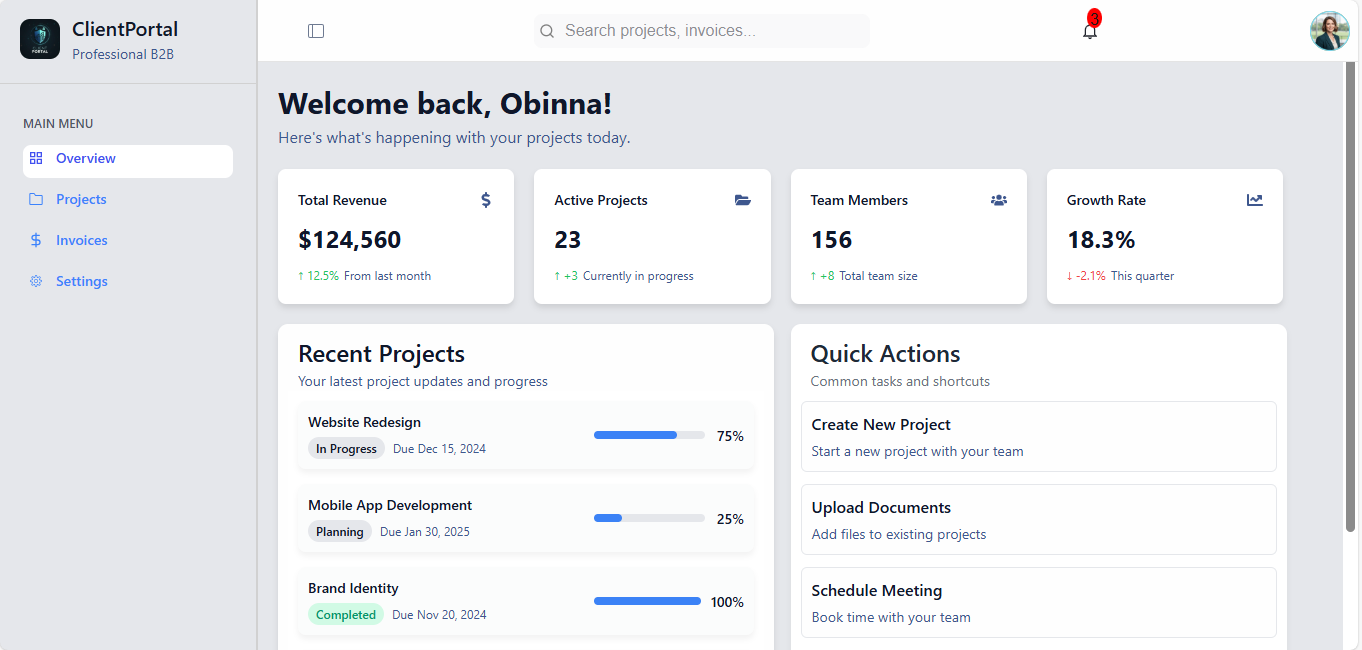 ClientPortal
Professional B2B
Search projects, invoices...
3
MAIN MENU
Overview
Projects
Invoices
Settings
Welcome back, Obinna!
Here's what's happening with your projects today.
Total Revenue
$124,560
↑ 12.5% From last month
Active Projects
23
↑ +3 Currently in progress
Team Members
156
↑ +8 Total team size
Growth Rate
18.3%
↓ -2.1% This quarter
Recent Projects
Your latest project updates and progress
Website Redesign
In Progress Due Dec 15, 2024
75%
Mobile App Development
Planning Due Jan 30, 2025
25%
Brand Identity
Completed Due Nov 20, 2024
100%
Quick Actions
Common tasks and shortcuts
Create New Project
Start a new project with your team
Upload Documents
Add files to existing projects
Schedule Meeting
Book time with your team